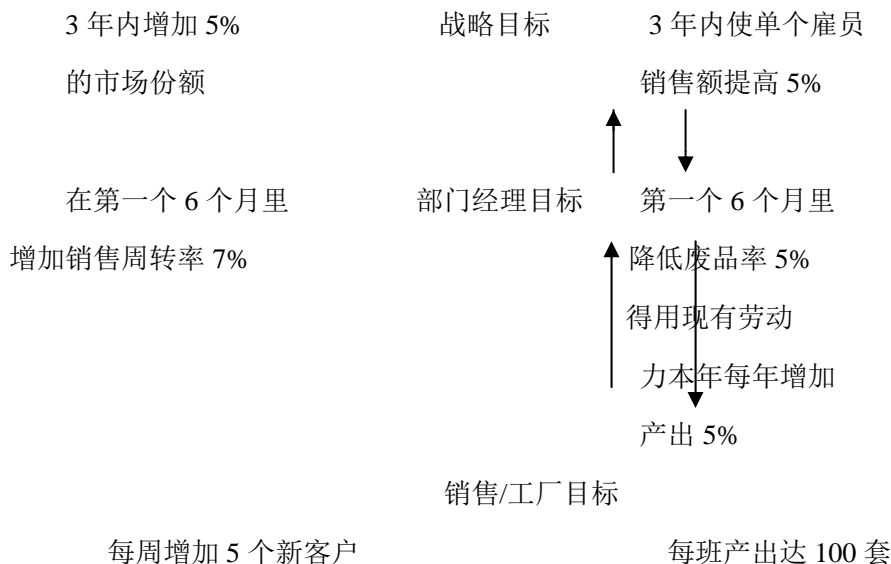 3 年内增加 5% 战略目标 3 年内使单个雇员
的市场份额 销售额提高 5%
在第一个 6 个月里 部门经理目标 第一个 6 个月里
增加销售周转率 7% 降低废品率 5%
得用现有劳动
力本年每年增加
产出 5%
销售/工厂目标
每周增加 5 个新客户 每班产出达 100 套